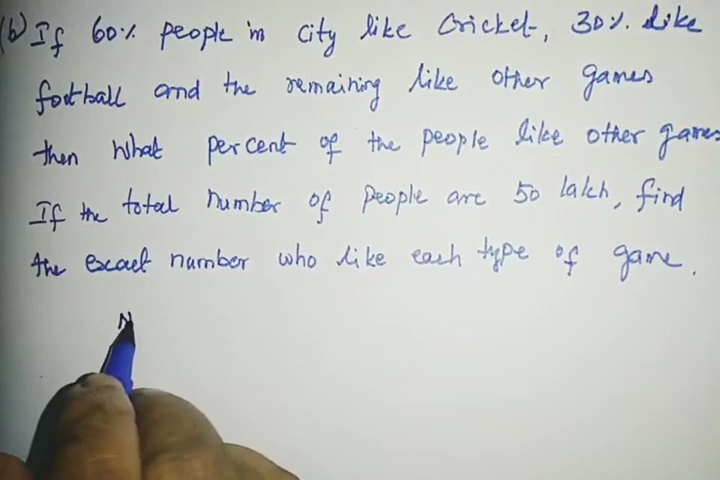 (b) If 60% people in city like Cricket, 30% like
football and the remaining like other games
then what per cent of the people like other games
If the total number of people are 50 lakh, find
the exact number who like each type of game.
N